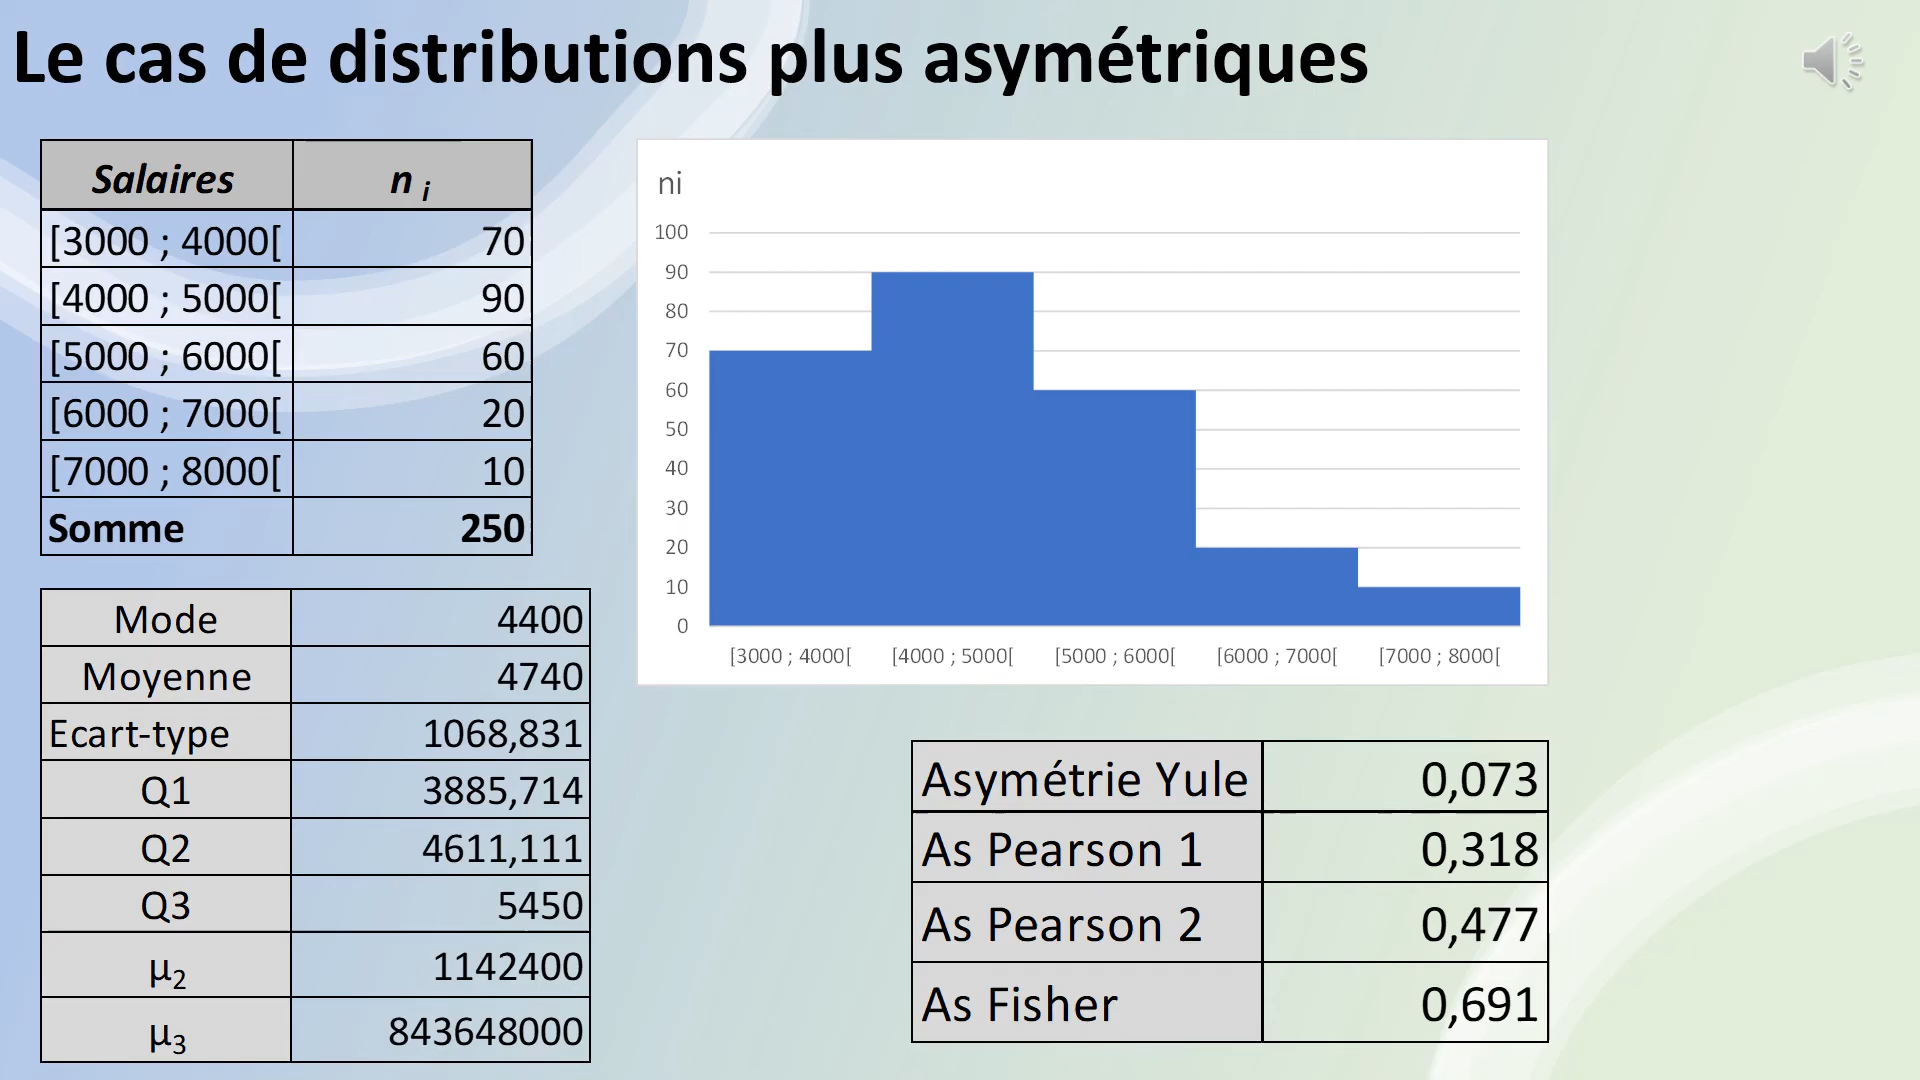 Le cas de distributions plus asymétriques
Salaires n i
[3000 ; 4000[ 70
[4000 ; 5000[ 90
[5000 ; 6000[ 60
[6000 ; 7000[ 20
[7000 ; 8000[ 10
Somme 250
Mode 4400
Moyenne 4740
Ecart-type 1068,831
Q1 3885,714
Q2 4611,111
Q3 5450
µ2 1142400
µ3 843648000
ni
100
90
80
70
60
50
40
30
20
10
0
[3000 ; 4000[ [4000 ; 5000[ [5000 ; 6000[ [6000 ; 7000[ [7000 ; 8000[
Asymétrie Yule 0,073
As Pearson 1 0,318
As Pearson 2 0,477
As Fisher 0,691